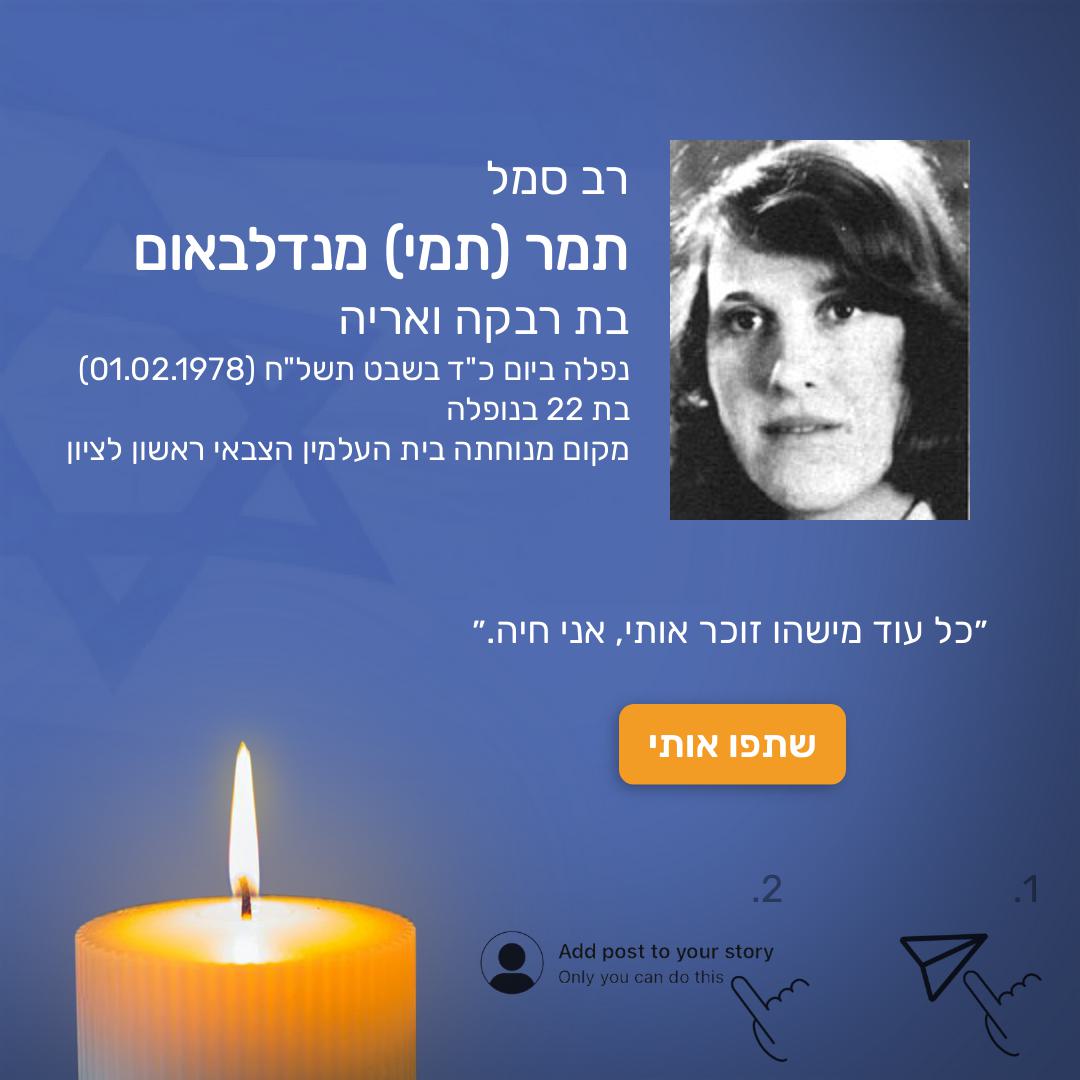 רב סמל
תמר (תמי) מנדלבאום
בת רבקה ואריה
נפלה ביום כ"ד בשבט תשל"ח (01.02.1978)
בת 22 בנופלה
מקום מנוחתה בית העלמין הצבאי ראשון לציון
״כל עוד מישהו זוכר אותי, אני חיה.״
שתפו אותי
.1
.2
Add post to your story
Only you can do this